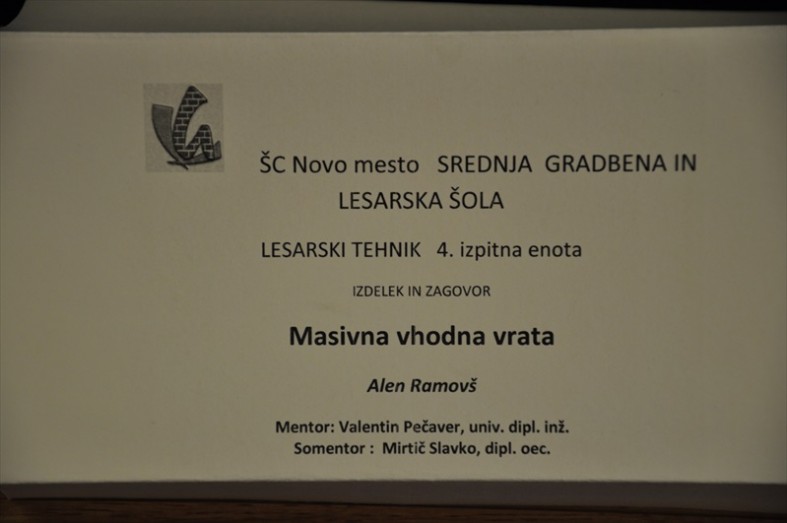 ŠC Novo mesto SREDNJA GRADBENA IN
LESARSKA ŠOLA
LESARSKI TEHNIK 4. izpitna enota
IZDELEK IN ZAGOVOR
Masivna vhodna vrata
Alen Ramovš
Mentor: Valentin Pečaver, univ. dipl. inž.
Somentor : Mirtič Slavko, dipl. oec.